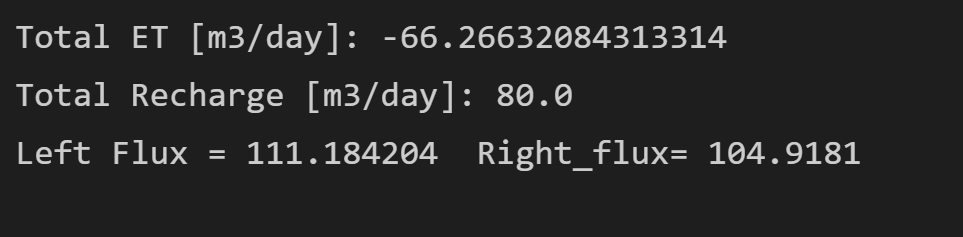 Total ET [m3/day]: -66.26632084313314
Total Recharge [m3/day]: 80.0
Left Flux = 111.184204  Right_flux= 104.9181